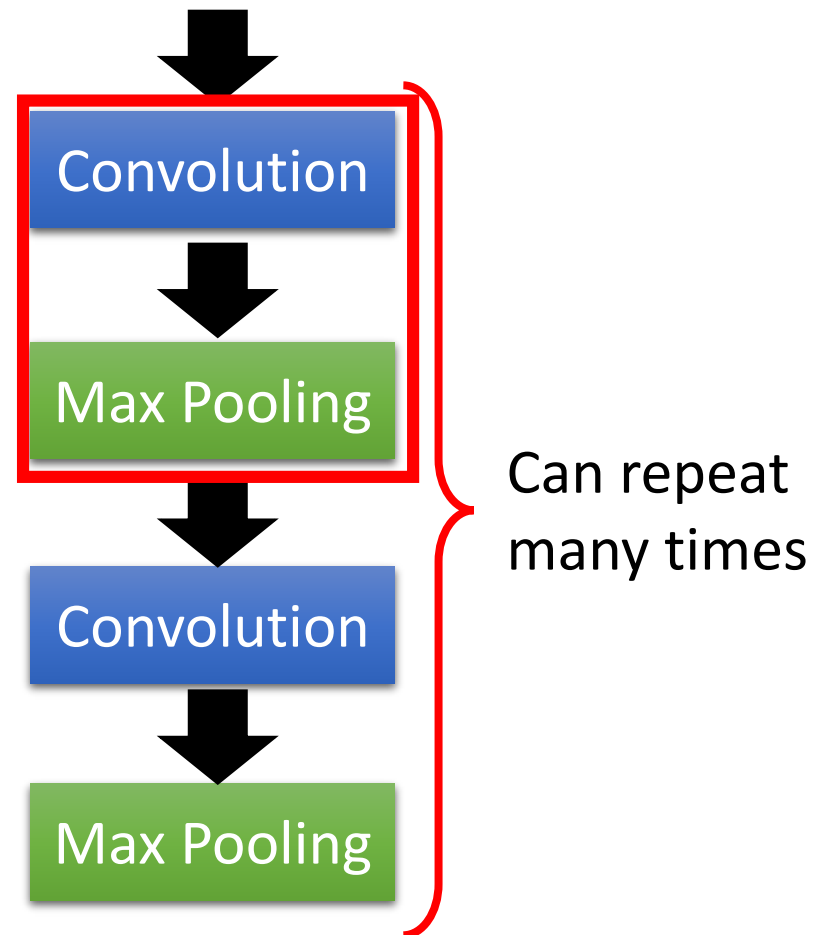 Convolution
Max Pooling
Can repeat
many times
Convolution
Max Pooling